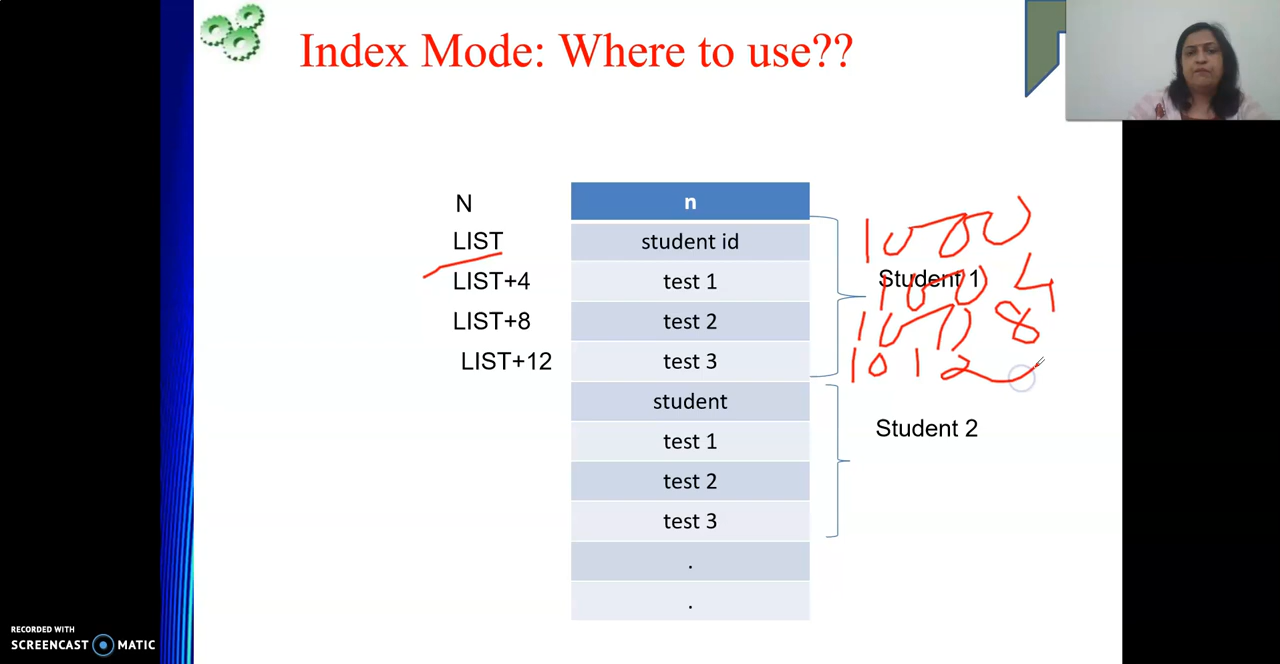 Index Mode: Where to use??
N
n
LIST
student id
1000
LIST+4
test 1
Student 1
1004
LIST+8
test 2
1008
LIST+12
test 3
1012
student
Student 2
test 1
test 2
test 3
.
.
RECORDED WITH
SCREENCAST MATIC